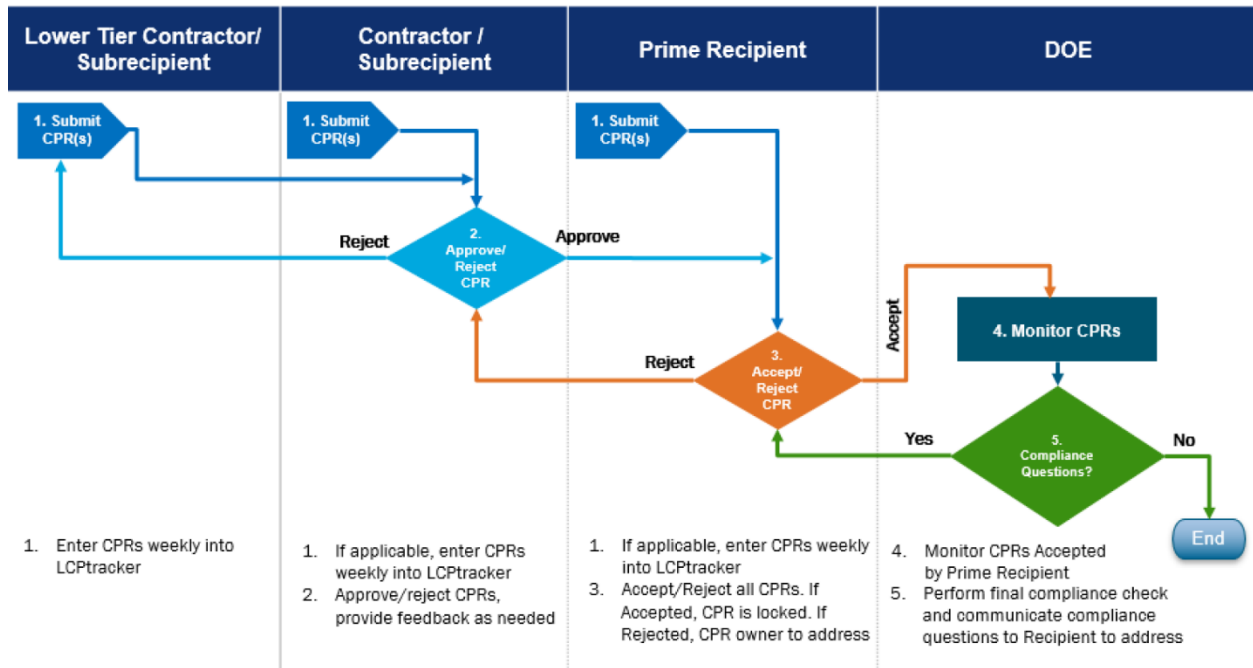 Lower Tier Contractor/
Subrecipient
Contractor /
Subrecipient
Prime Recipient
DOE
1. Submit
CPR(s)
1. Submit
CPR(s)
1. Submit
CPR(s)
Reject
2.
Approve/
Reject
CPR
Approve
Reject
3.
Accept/
Reject
CPR
Accept
4. Monitor CPRs
Yes
5.
Compliance
Questions?
No
End
1. Enter CPRs weekly into
LCPtracker
1. If applicable, enter CPRs
weekly into LCPtracker
2. Approve/reject CPRs,
provide feedback as needed
1. If applicable, enter CPRs weekly
into LCPtracker
3. Accept/Reject all CPRs. If
Accepted, CPR is locked. If
Rejected, CPR owner to address
4. Monitor CPRs Accepted
by Prime Recipient
5. Perform final compliance check
and communicate compliance
questions to Recipient to address